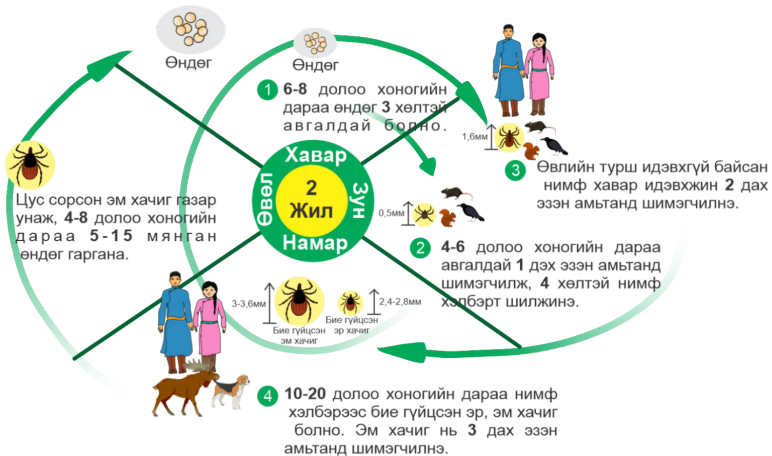 Өндөг
Өндөг
1
6-8 долоо хоногийн
дараа өндөг 3 хөлтэй
авгалдай болно.
1,6мм
3
Өвлийн турш идэвхгүй байсан
нимф хавар идэвхжин 2 дах
эзэн амьтанд шимэгчилнэ.
Хавар
Зун
Намар
Өвөл
2
Жил
Цус сорсон эм хачиг газар
унаж, 4-8 долоо хоногийн
дараа 5-15 мянган
өндөг гаргана.
0,5мм
2
4-6 долоо хоногийн дараа
авгалдай 1 дэх эзэн амьтанд
шимэгчилж, 4 хөлтэй нимф
хэлбэрт шилжинэ.
3-3,6мм
Бие гүйцсэн
эм хачиг
2,4-2,8мм
Бие гүйцсэн
эр хачиг
4
10-20 долоо хоногийн дараа нимф
хэлбэрээс бие гүйцсэн эр, эм хачиг
болно. Эм хачиг нь 3 дах эзэн
амьтанд шимэгчилнэ.